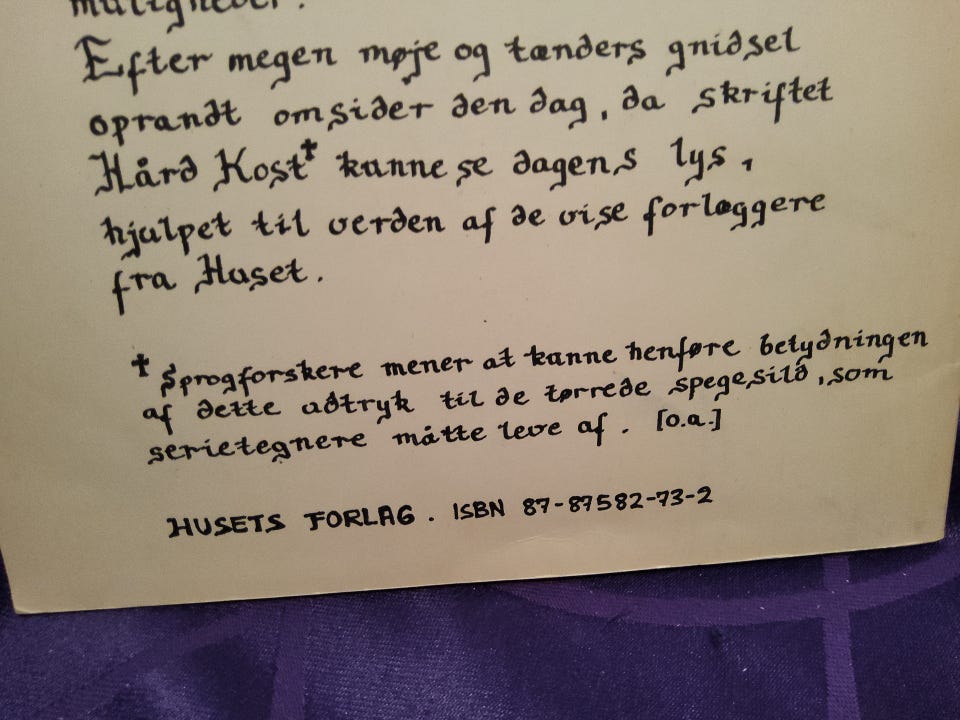 muligheder.
Efter megen møje og tænders gnidsel
oprandt omsider den dag, da skriftet
Hård Kost† kunne se dagens lys,
hjulpet til verden af de vise forlæggere
fra Huset.
† Sprogforskere mener at kunne henføre betydningen
af dette udtryk til de tørrede spegesild, som
serietegnere måtte leve af. [o.a.]
HUSETS FORLAG. ISBN 87-87582-73-2